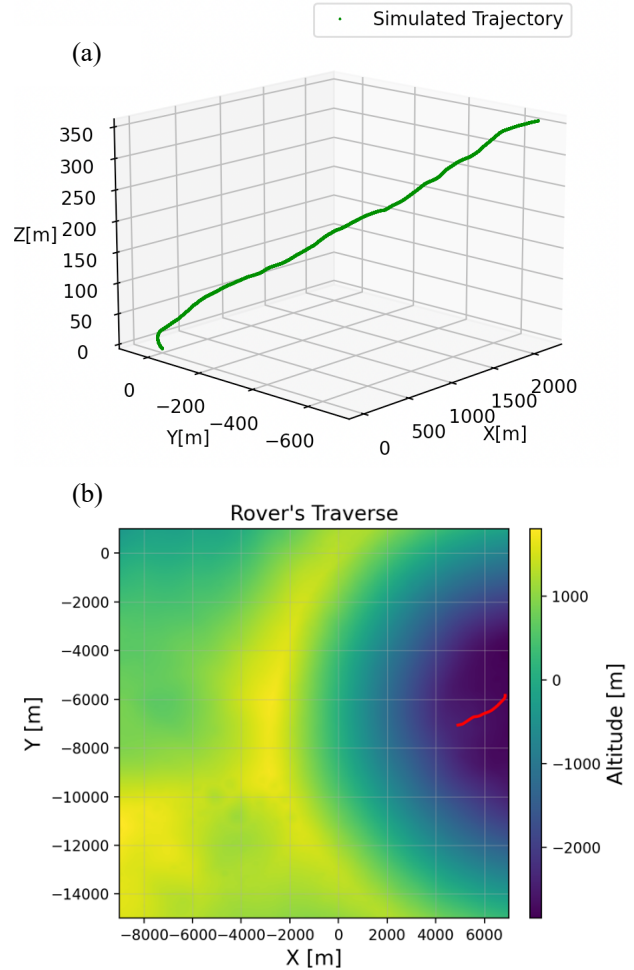 Simulated Trajectory
(a)
350
300
250
200
150
100
50
0
Z[m]
0
−200
−400
−600
Y[m]
0
500
1000
1500
2000
X[m]
(b)
Rover's Traverse
0
−2000
−4000
−6000
−8000
−10000
−12000
−14000
Y [m]
−8000 −6000 −4000 −2000 0 2000 4000 6000
X [m]
1000
0
−1000
−2000
Altitude [m]